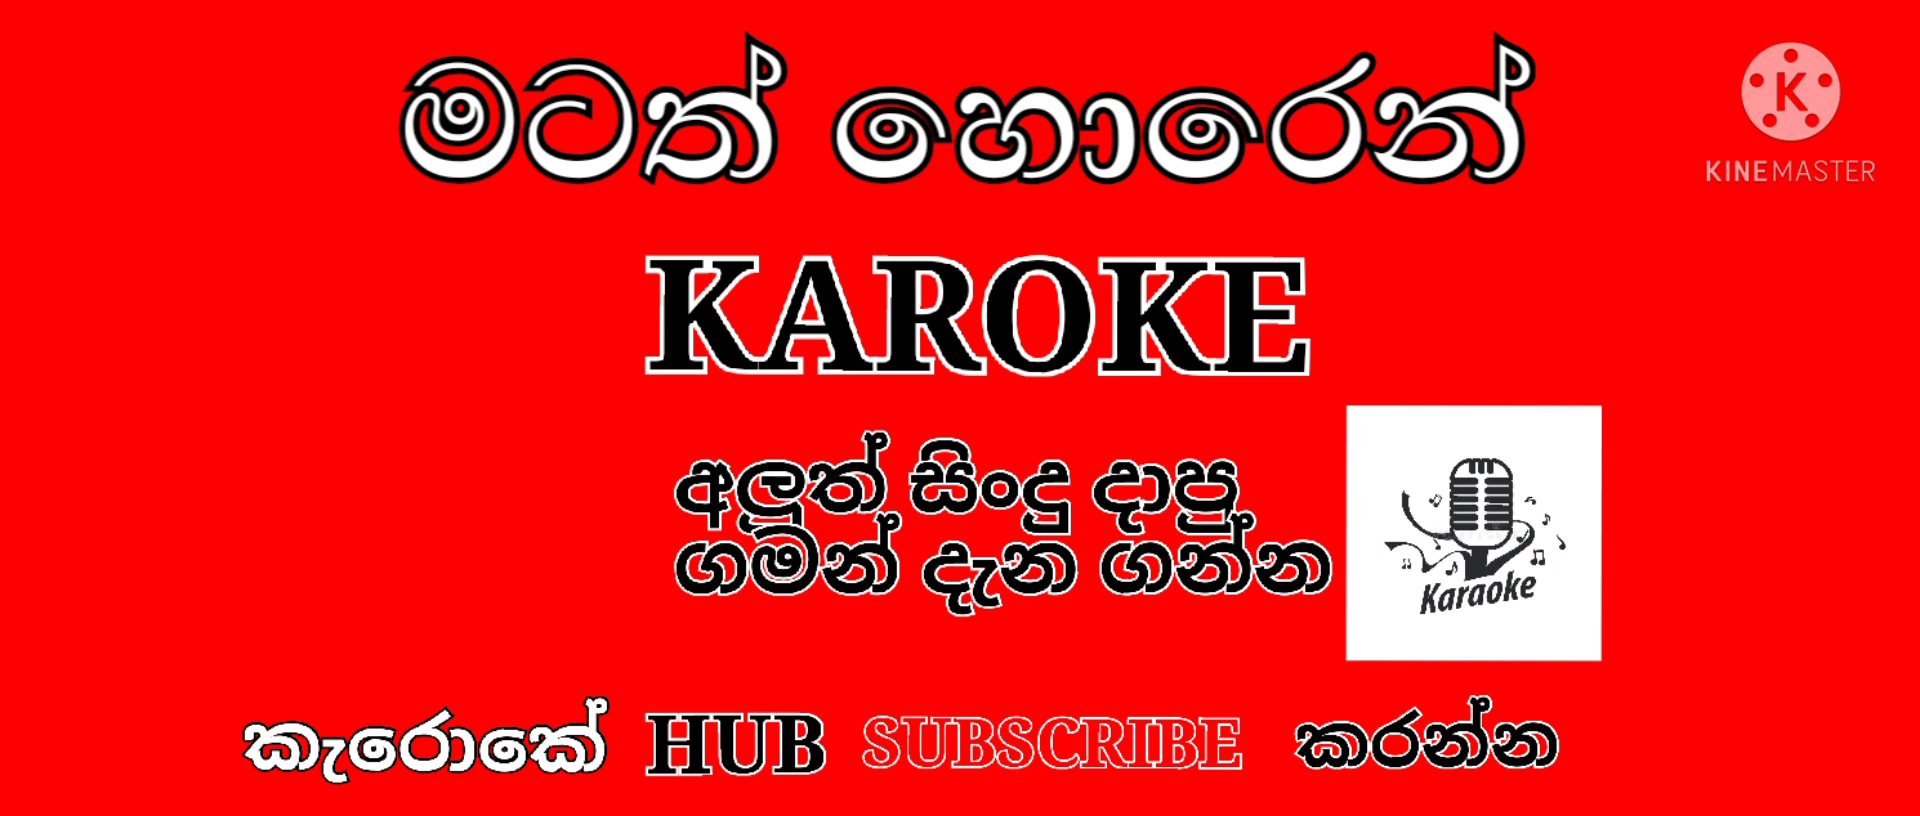 මටත් හොරෙන්
K
KINEMASTER
KAROKE
අලුත් සිංදු දාපු
ගමන් දැන ගන්න
Karaoke
කැරොකේ HUB SUBSCRIBE කරන්න